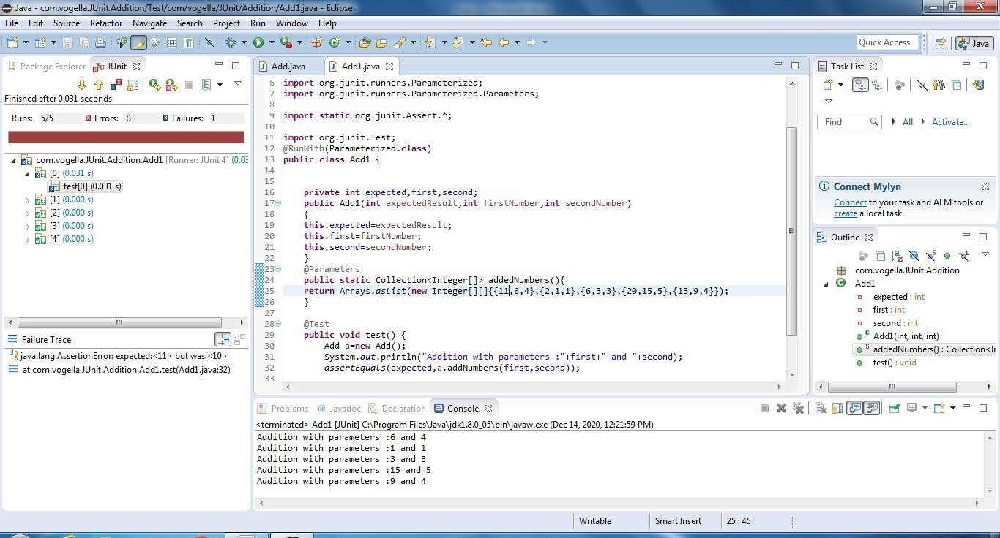 Java - com.vogella.JUnit.Addition/Test/com/vogella/JUnit/Addition/Add1.java - Eclipse
File Edit Source Refactor Navigate Search Project Run Window Help
Quick Access
Java
Package Explorer
JUnit
Finished after 0.031 seconds
Runs: 5/5
Errors: 0
Failures: 1
com.vogella.JUnit.Addition.Add1 [Runner: JUnit 4] (0.03
[0] (0.031 s)
test[0] (0.031 s)
[1] (0.000 s)
[2] (0.000 s)
[3] (0.000 s)
[4] (0.000 s)
Failure Trace
java.lang.AssertionError: expected:<11> but was:<10>
at com.vogella.JUnit.Addition.Add1.test(Add1.java:32)
Add.java
Add1.java
6 import org.junit.runners.Parameterized;
7 import org.junit.runners.Parameterized.Parameters;
8
9 import static org.junit.Assert.*;
10
11 import org.junit.Test;
12 @RunWith(Parameterized.class)
13 public class Add1 {
14
15
16 private int expected,first,second;
17 public Add1(int expectedResult,int firstNumber,int secondNumber)
18 {
19 this.expected=expectedResult;
20 this.first=firstNumber;
21 this.second=secondNumber;
22 }
23 @Parameters
24 public static Collection<Integer[]> addedNumbers(){
25 return Arrays.asList(new Integer[][]{{11,6,4},{2,1,1},{6,3,3},{20,15,5},{13,9,4}});
26 }
27
28 @Test
29 public void test() {
30 Add a=new Add();
31 System.out.println("Addition with parameters :"+first+" and "+second);
32 assertEquals(expected,a.addNumbers(first,second));
33
Task List
Find
All
Activate...
Connect Mylyn
Connect to your task and ALM tools or
create a local task.
Outline
com.vogella.JUnit.Addition
Add1
expected : int
first : int
second : int
Add1(int, int, int)
addedNumbers() : Collection<In
test() : void
Problems
@ Javadoc
Declaration
Console
<terminated> Add1 [JUnit] C:\Program Files\Java\jdk1.8.0_05\bin\javaw.exe (Dec 14, 2020, 12:21:59 PM)
Addition with parameters :6 and 4
Addition with parameters :1 and 1
Addition with parameters :3 and 3
Addition with parameters :15 and 5
Addition with parameters :9 and 4
Writable
Smart Insert
25 : 45